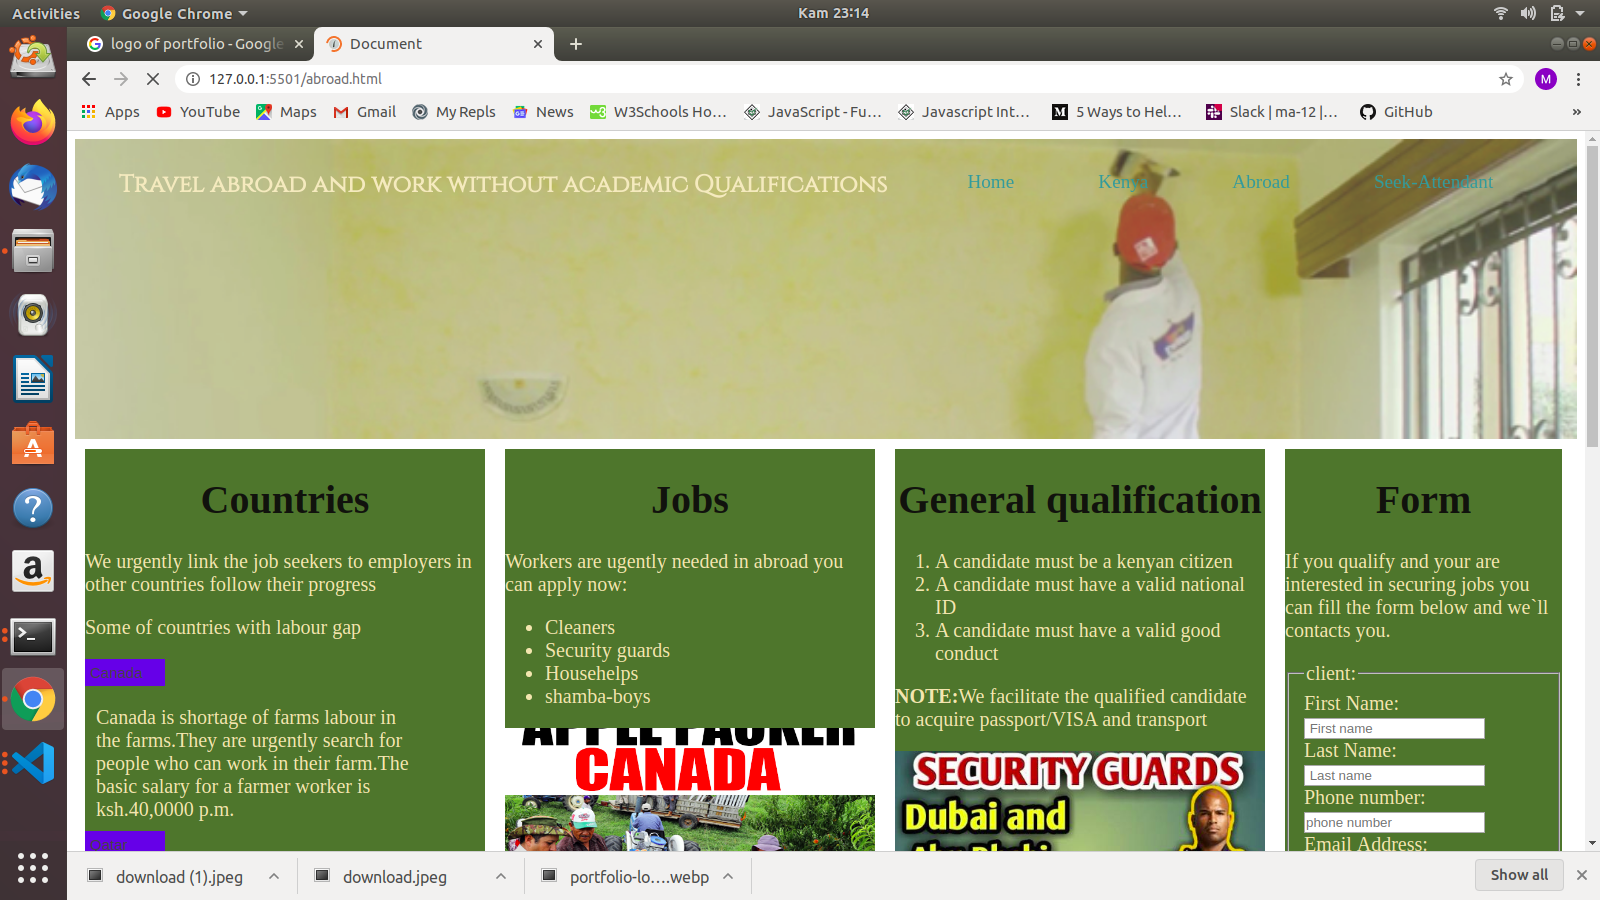 Activities
Google Chrome
Kam 23:14
logo of portfolio - Google
Document
127.0.0.1:5501/abroad.html
M
Apps
YouTube
Maps
Gmail
My Repls
News
W3Schools Ho...
JavaScript - Fu...
Javascript Int...
5 Ways to Hel...
Slack | ma-12 |...
GitHub
»
Travel abroad and work without academic Qualifications
Home
Kenya
Abroad
Seek-Attendant
Countries
We urgently link the job seekers to employers in
other countries follow their progress
Some of countries with labour gap
Canada
Canada is shortage of farms labour in
the farms.They are urgently search for
people who can work in their farm.The
basic salary for a farmer worker is
ksh.40,0000 p.m.
Jobs
Workers are ugently needed in abroad you
can apply now:
• Cleaners
• Security guards
• Househelps
• shamba-boys
APPLE PACKER
CANADA
General qualification
1. A candidate must be a kenyan citizen
2. A candidate must have a valid national
ID
3. A candidate must have a valid good
conduct
NOTE:We facilitate the qualified candidate
to acquire passport/VISA and transport
SECURITY GUARDS
Dubai and
Abu Dhabi
Form
If you qualify and your are
interested in securing jobs you
can fill the form below and we`ll
contacts you.
client:
First Name:
First name
Last Name:
Last name
Phone number:
phone number
Email Address:
download (1).jpeg
download.jpeg
portfolio-lo....webp
Show all